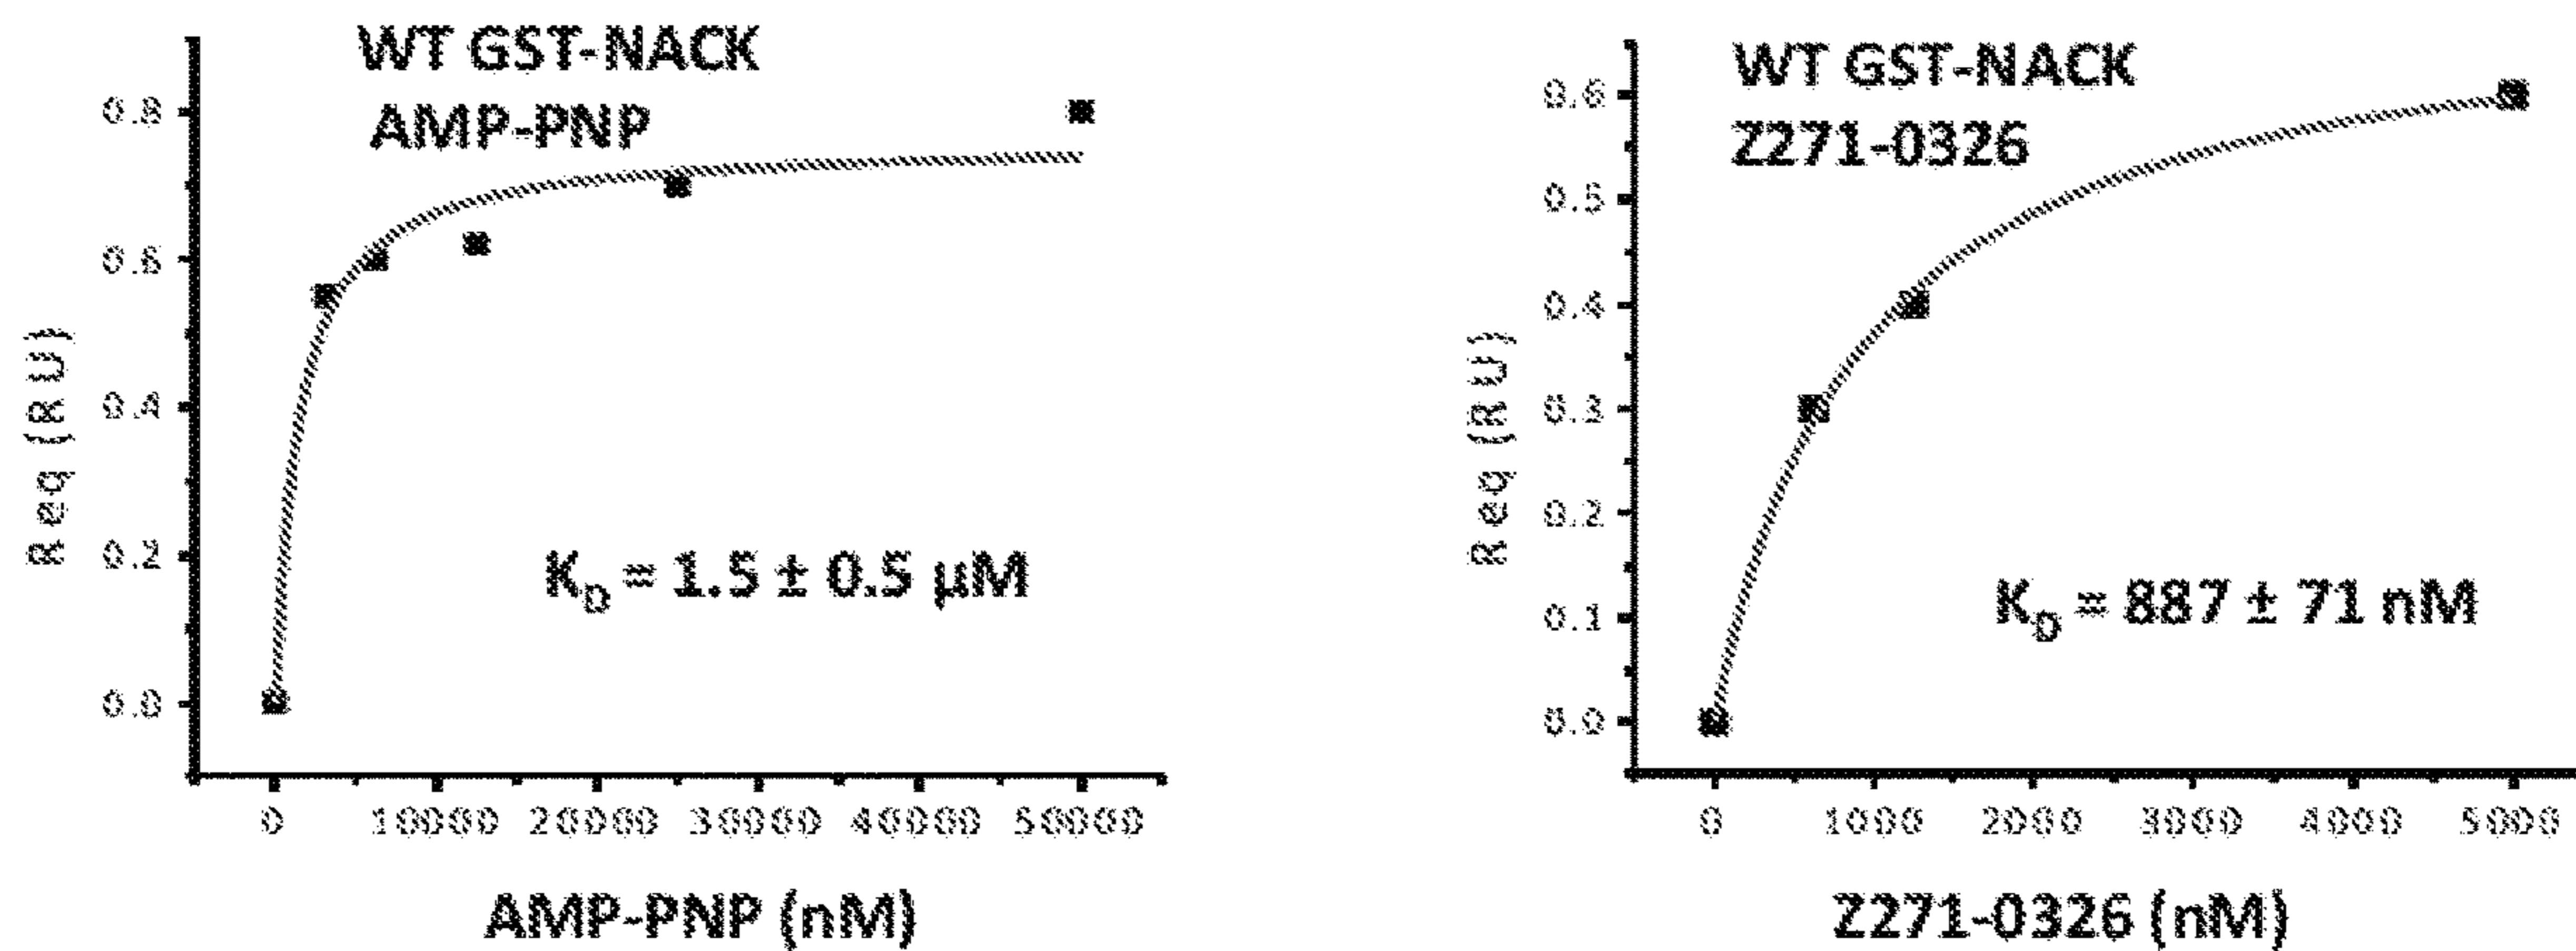 WT GST-NACK
AMP-PNP
0.8
0.6
0.4
0.2
0.0
Req (RU)
K_D = 1.5 ± 0.5 µM
0 10000 20000 30000 40000 50000
AMP-PNP (nM)
WT GST-NACK
Z271-0326
0.6
0.5
0.4
0.3
0.2
0.1
0.0
Req (RU)
K_D = 887 ± 71 nM
0 1000 2000 3000 4000 5000
Z271-0326 (nM)